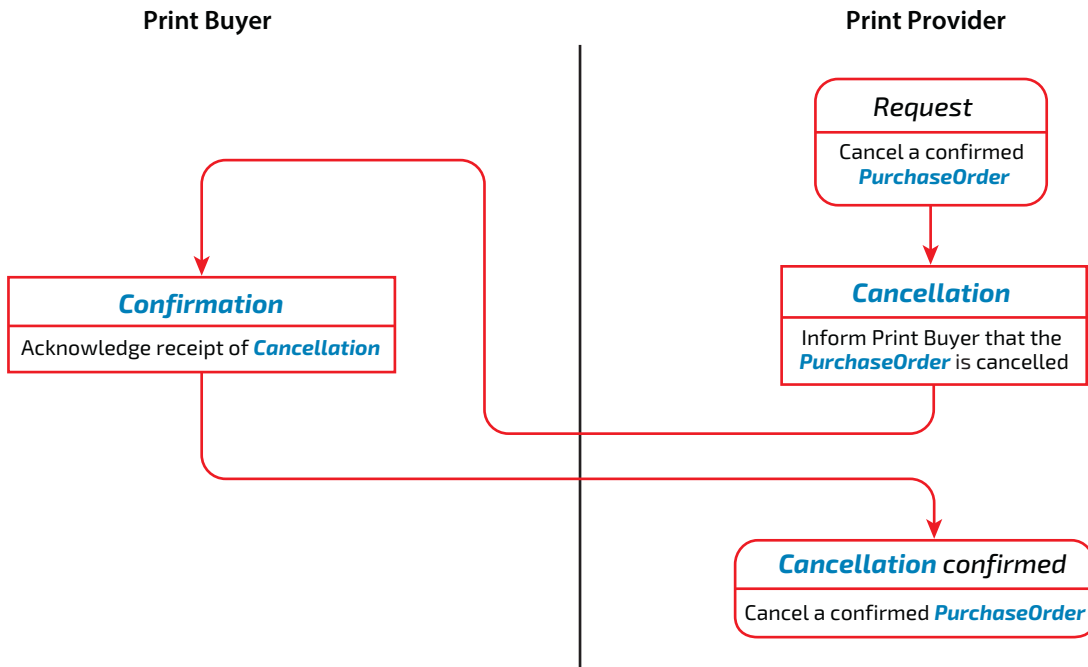 Print Buyer
Print Provider
Request
Cancel a confirmed
PurchaseOrder
Confirmation
Acknowledge receipt of Cancellation
Cancellation
Inform Print Buyer that the
PurchaseOrder is cancelled
Cancellation confirmed
Cancel a confirmed PurchaseOrder